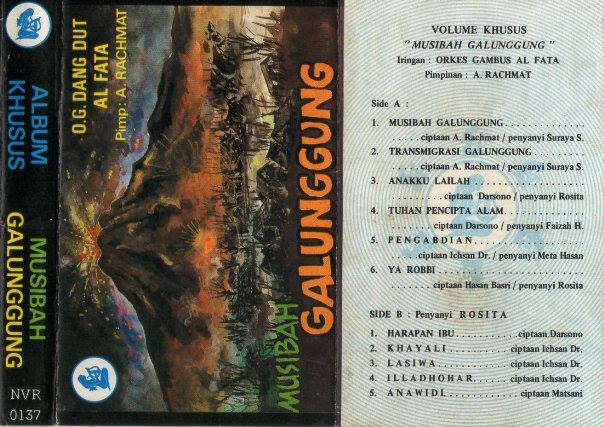 ALBUM
KHUSUS
MUSIBAH
GALUNGGUNG
NVR
0137
O.G. DANG DUT
AL FATA
Pimp : A. RACHMAT
MUSIBAH
GALUNGGUNG
VOLUME KHUSUS
"MUSIBAH GALUNGGUNG"
Iringan : ORKES GAMBUS AL FATA
Pimpinan : A. RACHMAT
Side A :
1. MUSIBAH GALUNGGUNG..............
.....ciptaan A. Rachmat / penyanyi Suraya S.
2. TRANSMIGRASI GALUNGGUNG........
.....ciptaan A. Rachmat / penyanyi Suraya S.
3. ANAKKU LAILAH....................
.........ciptaan Darsono / penyanyi Rosita
4. TUHAN PENCIPTA ALAM..............
.......ciptaan Darsono / penyanyi Faizah H.
5. PENGABDIAN......................
.....ciptaan Ichsan Dr. / penyanyi Meta Hasan
6. YA ROBBI.........................
.......ciptaan Hasan Basri / penyanyi Rosita
SIDE B : Penyanyi ROSITA
1. HARAPAN IBU..............ciptaan Darsono
2. KHAYALI..............ciptaan Ichsan Dr.
3. LASIWA...............ciptaan Ichsan Dr.
4. ILLADHOHAR..........ciptaan Ichsan Dr.
5. ANAWIDI...............ciptaan Matsani